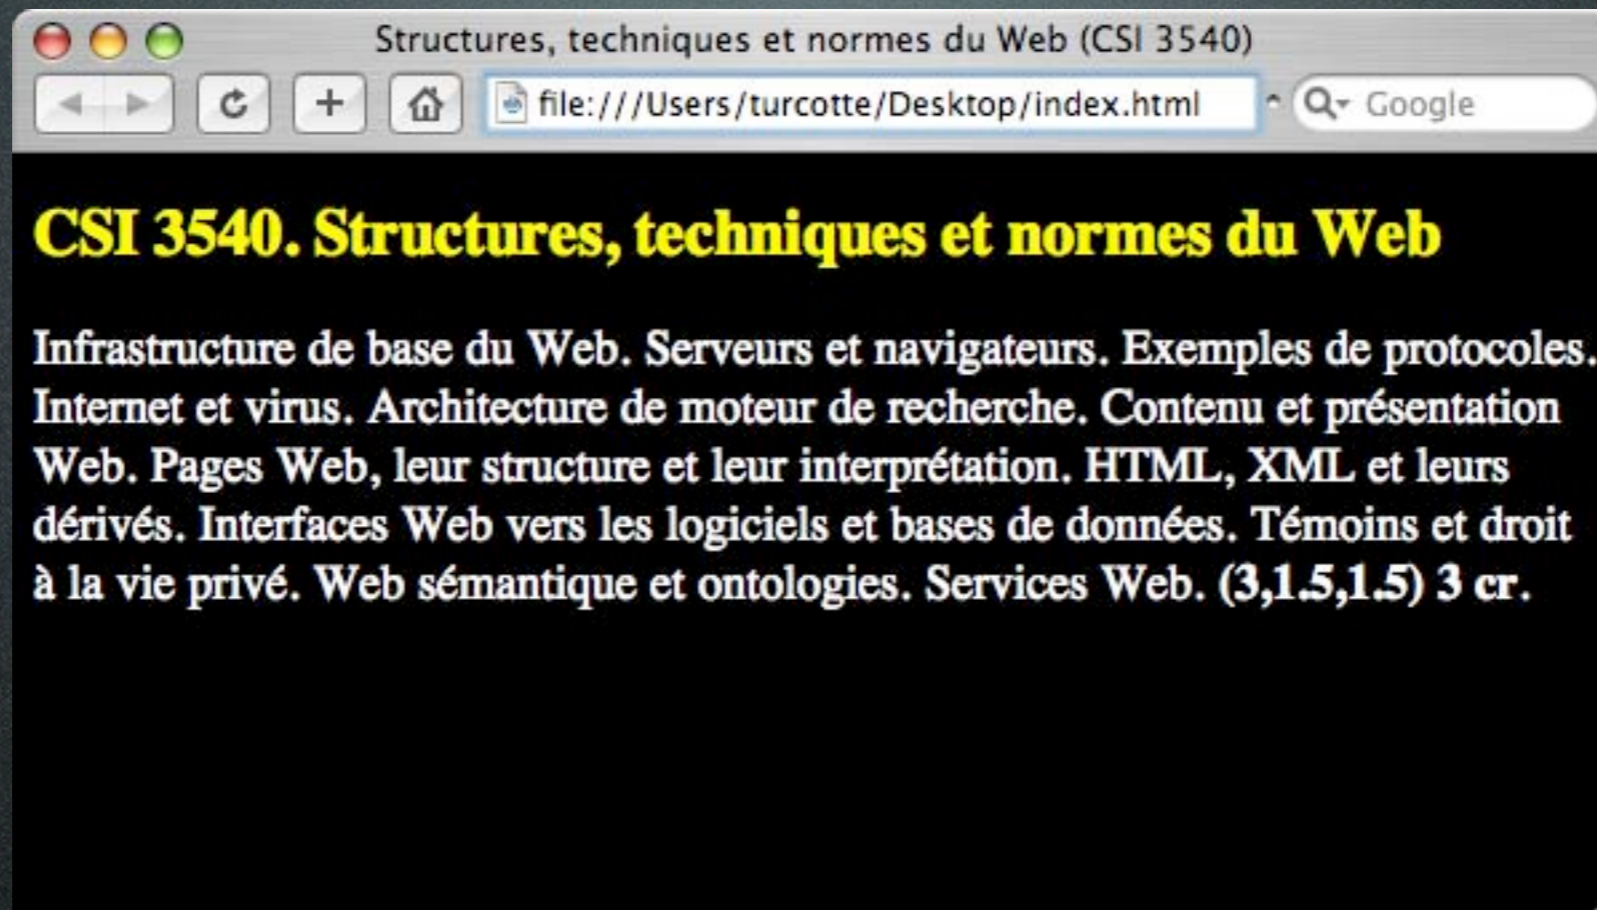 Structures, techniques et normes du Web (CSI 3540)
file:///Users/turcotte/Desktop/index.html
Google
CSI 3540. Structures, techniques et normes du Web
Infrastructure de base du Web. Serveurs et navigateurs. Exemples de protocoles.
Internet et virus. Architecture de moteur de recherche. Contenu et présentation
Web. Pages Web, leur structure et leur interprétation. HTML, XML et leurs
dérivés. Interfaces Web vers les logiciels et bases de données. Témoins et droit
à la vie privé. Web sémantique et ontologies. Services Web. (3,1.5,1.5) 3 cr.